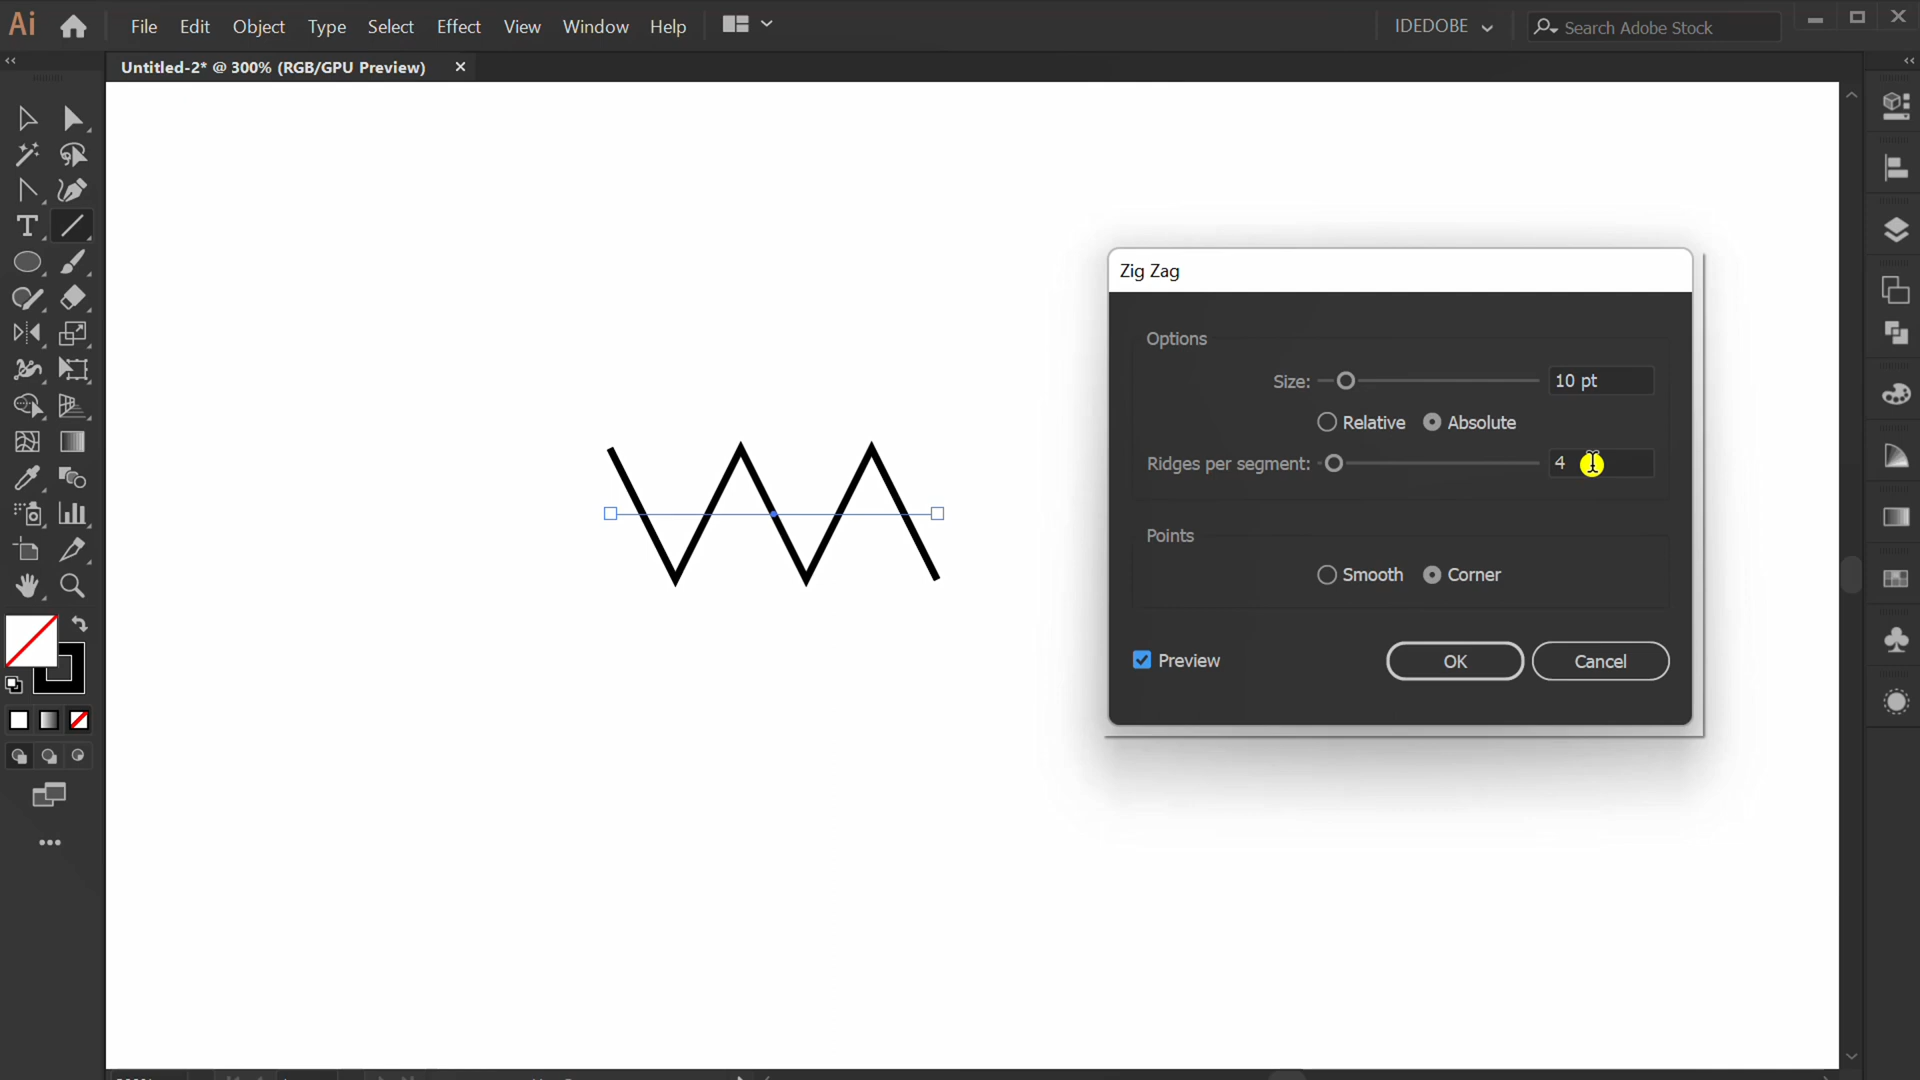 Ai File Edit Object Type Select Effect View Window Help IDEDOBE Search Adobe Stock
Untitled-2* @ 300% (RGB/GPU Preview) ×
Zig Zag
Options
Size: 10 pt
Relative Absolute
Ridges per segment: 4
Points
Smooth Corner
Preview OK Cancel